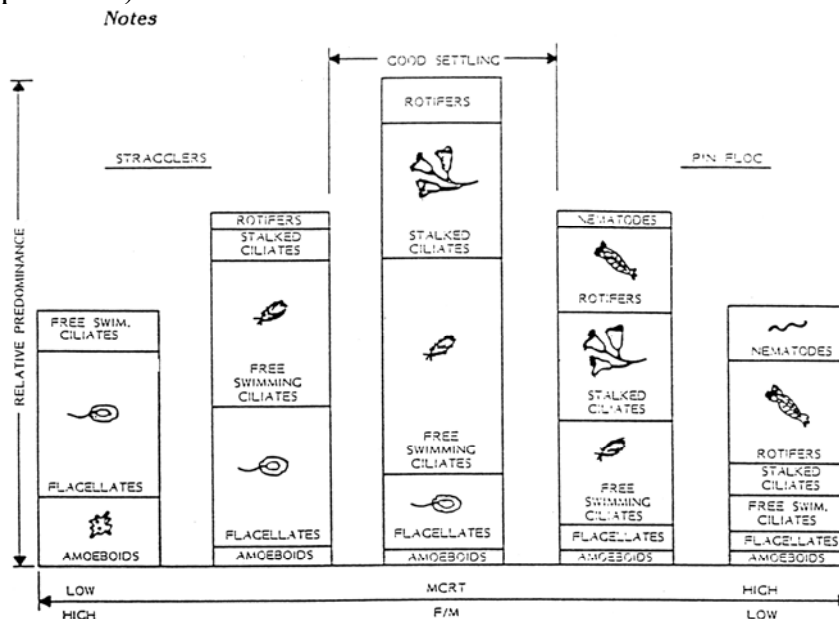 Notes
GOOD SETTLING
STRAGGLERS
PIN FLOC
RELATIVE PREDOMINANCE
FREE SWIM.
CILIATES
FLAGELLATES
AMOEBOIDS
ROTIFERS
STALKED
CILIATES
FREE
SWIMMING
CILIATES
FLAGELLATES
AMOEBOIDS
ROTIFERS
STALKED
CILIATES
FREE
SWIMMING
CILIATES
FLAGELLATES
AMOEBOIDS
NEMATODES
ROTIFERS
STALKED
CILIATES
FREE
SWIMMING
CILIATES
FLAGELLATES
AMOEBOIDS
NEMATODES
ROTIFERS
STALKED
CILIATES
FREE SWIM.
CILIATES
FLAGELLATES
AMOEBOIDS
LOW MCRT HIGH
HIGH F/M LOW